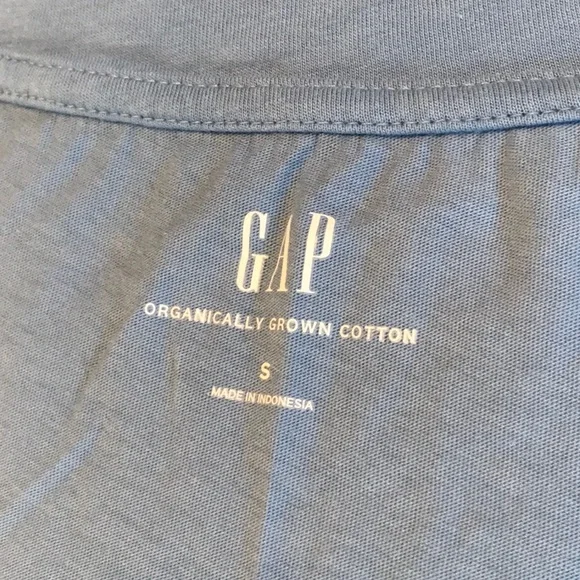 GAP
ORGANICALLY GROWN COTTON
S
MADE IN INDONESIA